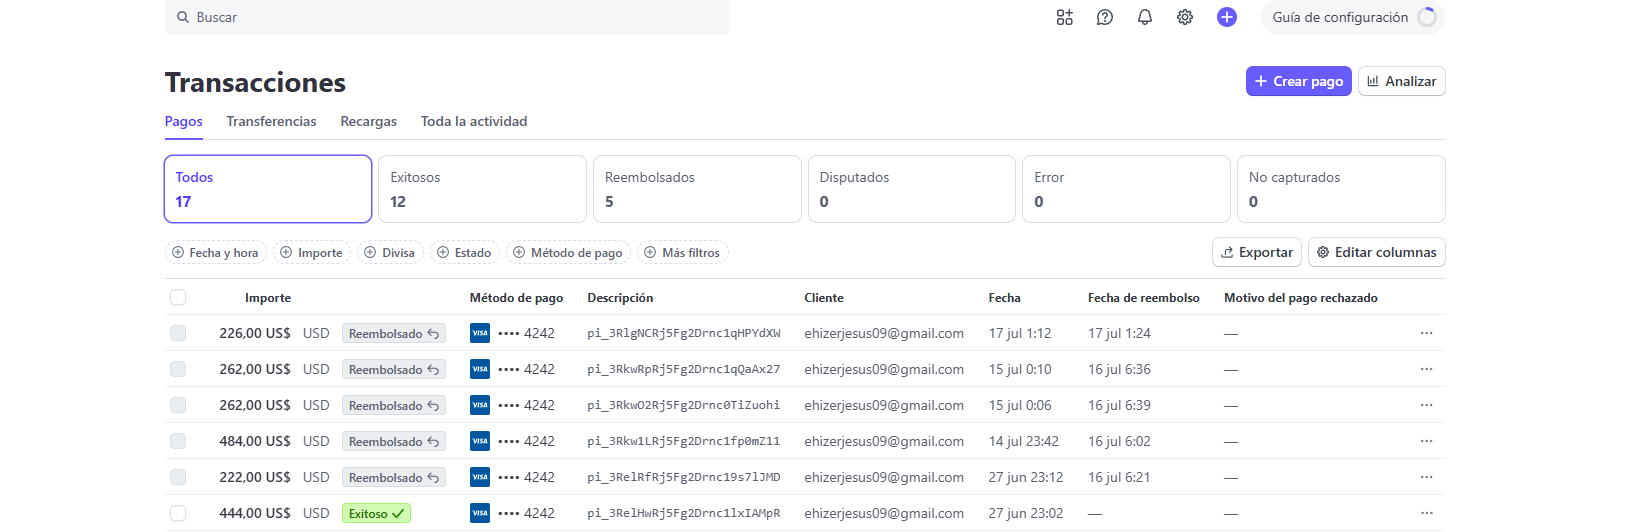 Buscar
Guía de configuración
Transacciones
Crear pago
Analizar
Pagos Transferencias Recargas Toda la actividad
Todos Exitosos Reembolsados Disputados Error No capturados
17 12 5 0 0 0
Fecha y hora Importe Divisa Estado Método de pago Más filtros Exportar Editar columnas
Importe Método de pago Descripción Cliente Fecha Fecha de reembolso Motivo del pago rechazado
226,00 US$ USD Reembolsado VISA •••• 4242 pi_3RlgNCRj5Fg2Drnc1qHPYdXW ehizerjesus09@gmail.com 17 jul 1:12 17 jul 1:24 — ···
262,00 US$ USD Reembolsado VISA •••• 4242 pi_3RkwRpRj5Fg2Drnc1qQaAx27 ehizerjesus09@gmail.com 15 jul 0:10 16 jul 6:36 — ···
262,00 US$ USD Reembolsado VISA •••• 4242 pi_3RkwO2Rj5Fg2Drnc0TiZuohi ehizerjesus09@gmail.com 15 jul 0:06 16 jul 6:39 — ···
484,00 US$ USD Reembolsado VISA •••• 4242 pi_3Rkw1LRj5Fg2Drnc1fp0mZ11 ehizerjesus09@gmail.com 14 jul 23:42 16 jul 6:02 — ···
222,00 US$ USD Reembolsado VISA •••• 4242 pi_3RelRfRj5Fg2Drnc19s7lJMD ehizerjesus09@gmail.com 27 jun 23:12 16 jul 6:21 — ···
444,00 US$ USD Exitoso VISA •••• 4242 pi_3RelHwRj5Fg2Drnc1lxIAMpR ehizerjesus09@gmail.com 27 jun 23:02 — — ···